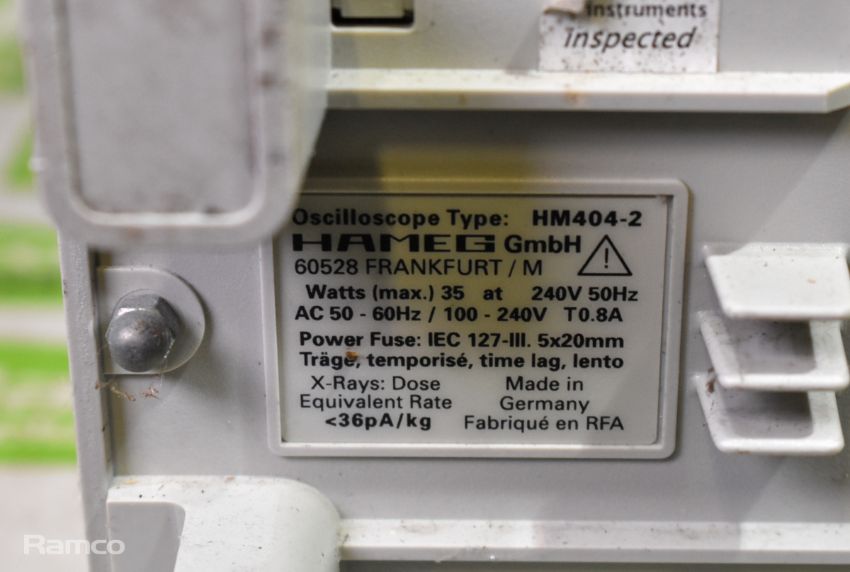 instruments
inspected
Oscilloscope Type: HM404-2
HAMEG GmbH
60528 FRANKFURT / M
Watts (max.) 35 at 240V 50Hz
AC 50 - 60Hz / 100 - 240V T0.8A
Power Fuse: IEC 127-III. 5x20mm
Träge, temporisé, time lag, lento
X-Rays: Dose Made in
Equivalent Rate Germany
<36pA/kg Fabriqué en RFA
Ramco